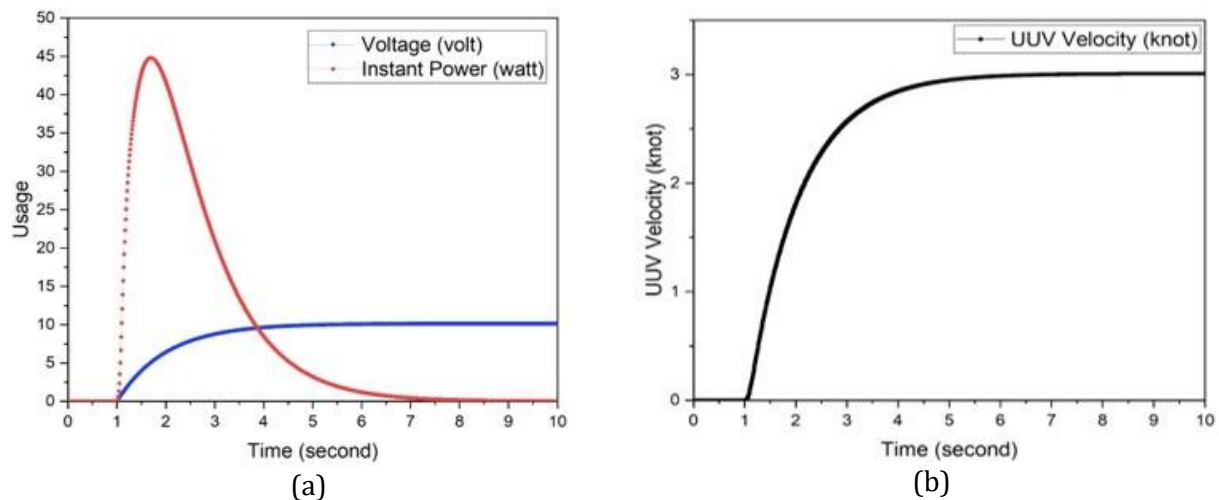 50
45
40
35
30
25
20
15
10
5
0
Usage
Voltage (volt)
Instant Power (watt)
0 1 2 3 4 5 6 7 8 9 10
Time (second)
(a)
3
2
1
0
UUV Velocity (knot)
UUV Velocity (knot)
0 1 2 3 4 5 6 7 8 9 10
Time (second)
(b)